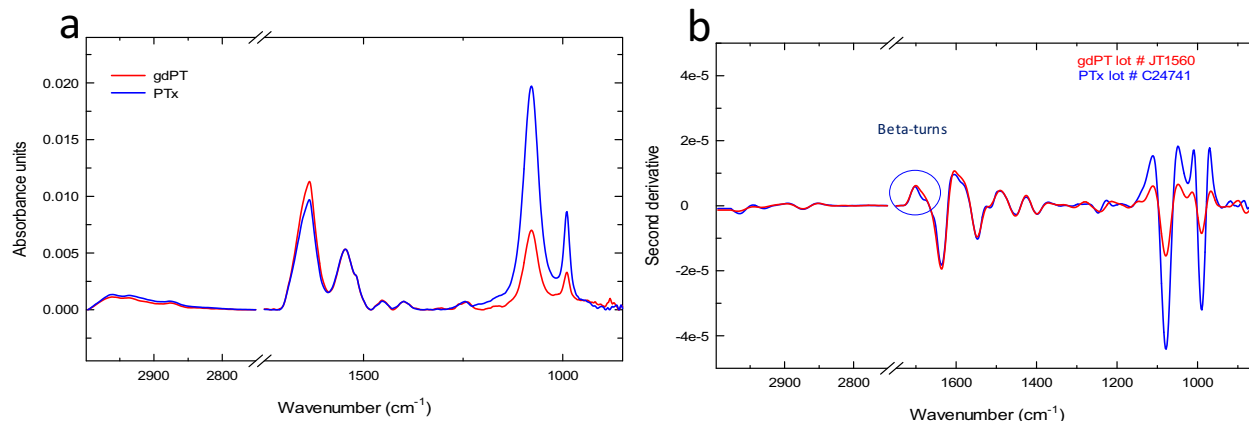 a
gdPT
PTx
Absorbance units
0.020
0.015
0.010
0.005
0.000
2900
2800
1500
1000
Wavenumber (cm⁻¹)
b
gdPT lot # JT1560
PTx lot # C24741
Beta-turns
Second derivative
4e-5
2e-5
0
-2e-5
-4e-5
2900
2800
1600
1400
1200
1000
Wavenumber (cm⁻¹)